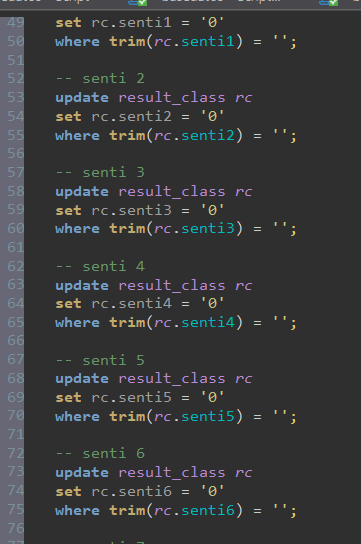 49 set rc.senti1 = '0'
50 where trim(rc.senti1) = '';
51
52 -- senti 2
53 update result_class rc
54 set rc.senti2 = '0'
55 where trim(rc.senti2) = '';
56
57 -- senti 3
58 update result_class rc
59 set rc.senti3 = '0'
60 where trim(rc.senti3) = '';
61
62 -- senti 4
63 update result_class rc
64 set rc.senti4 = '0'
65 where trim(rc.senti4) = '';
66
67 -- senti 5
68 update result_class rc
69 set rc.senti5 = '0'
70 where trim(rc.senti5) = '';
71
72 -- senti 6
73 update result_class rc
74 set rc.senti6 = '0'
75 where trim(rc.senti6) = '';
76